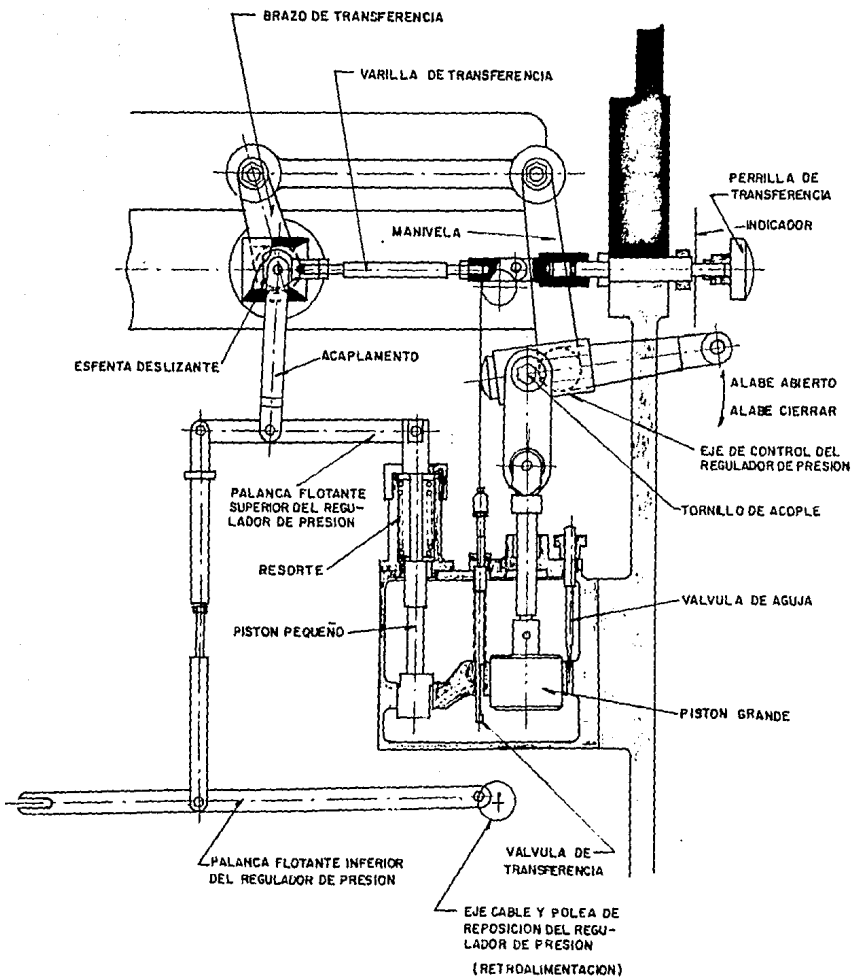 BRAZO DE TRANSFERENCIA
VARILLA DE TRANSFERENCIA
PERRILLA DE
TRANSFERENCIA
INDICADOR
MANIVELA
ESFENTA DESLIZANTE
ACAPLAMENTO
ALABE ABIERTO
ALABE CIERRAR
EJE DE CONTROL DEL
REGULADOR DE PRESION
PALANCA FLOTANTE
SUPERIOR DEL REGU-
LADOR DE PRESION
TORNILLO DE ACOPLE
RESORTE
VALVULA DE AGUJA
PISTON PEQUEÑO
PISTON GRANDE
PALANCA FLOTANTE INFERIOR
DEL REGULADOR DE PRESION
VALVULA DE
TRANSFERENCIA
EJE CABLE Y POLEA DE
REPOSICION DEL REGU-
LADOR DE PRESION
(RETROALIMENTACION)